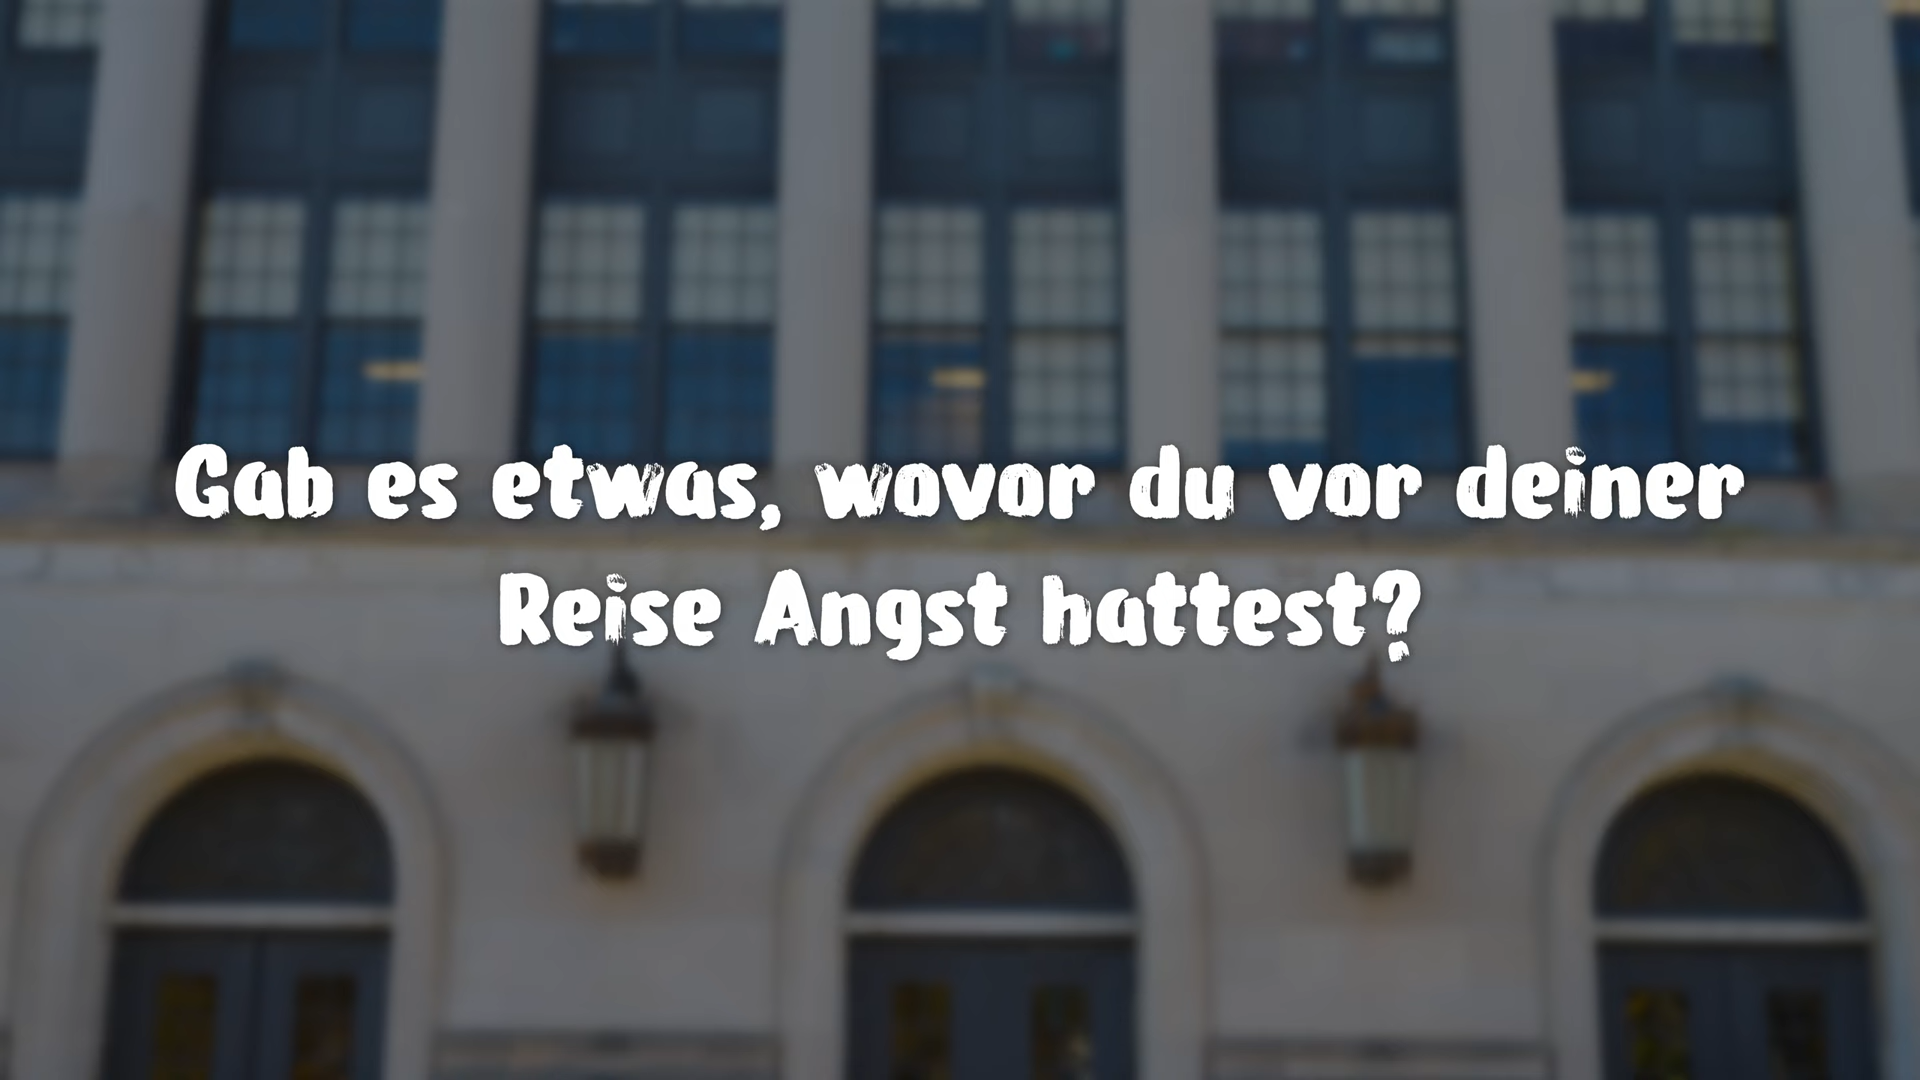 Gab es etwas, wovor du vor deiner
Reise Angst hattest?